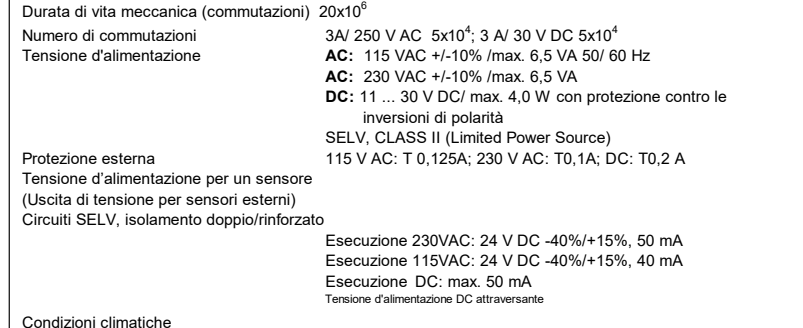 Durata di vita meccanica (commutazioni) 20x10⁶
Numero di commutazioni 3A/ 250 V AC 5x10⁴; 3 A/ 30 V DC 5x10⁴
Tensione d'alimentazione AC: 115 VAC +/-10% /max. 6,5 VA 50/ 60 Hz
AC: 230 VAC +/-10% /max. 6,5 VA
DC: 11 ... 30 V DC/ max. 4,0 W con protezione contro le
inversioni di polarità
SELV, CLASS II (Limited Power Source)
Protezione esterna 115 V AC: T 0,125A; 230 V AC: T0,1A; DC: T0,2 A
Tensione d’alimentazione per un sensore
(Uscita di tensione per sensori esterni)
Circuiti SELV, isolamento doppio/rinforzato
Esecuzione 230VAC: 24 V DC -40%/+15%, 50 mA
Esecuzione 115VAC: 24 V DC -40%/+15%, 40 mA
Esecuzione DC: max. 50 mA
Tensione d'alimentazione DC attraversante
Condizioni climatiche